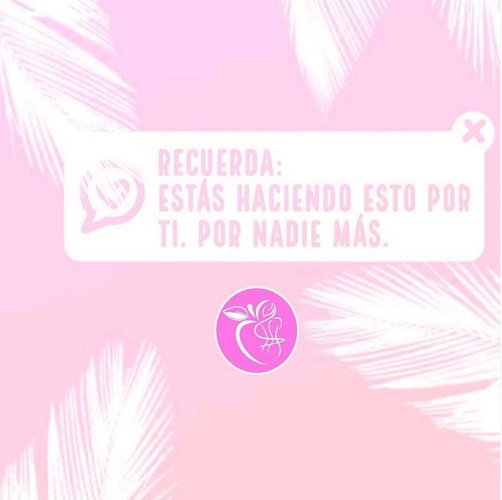 RECUERDA:
ESTÁS HACIENDO ESTO POR
TI. POR NADIE MÁS.